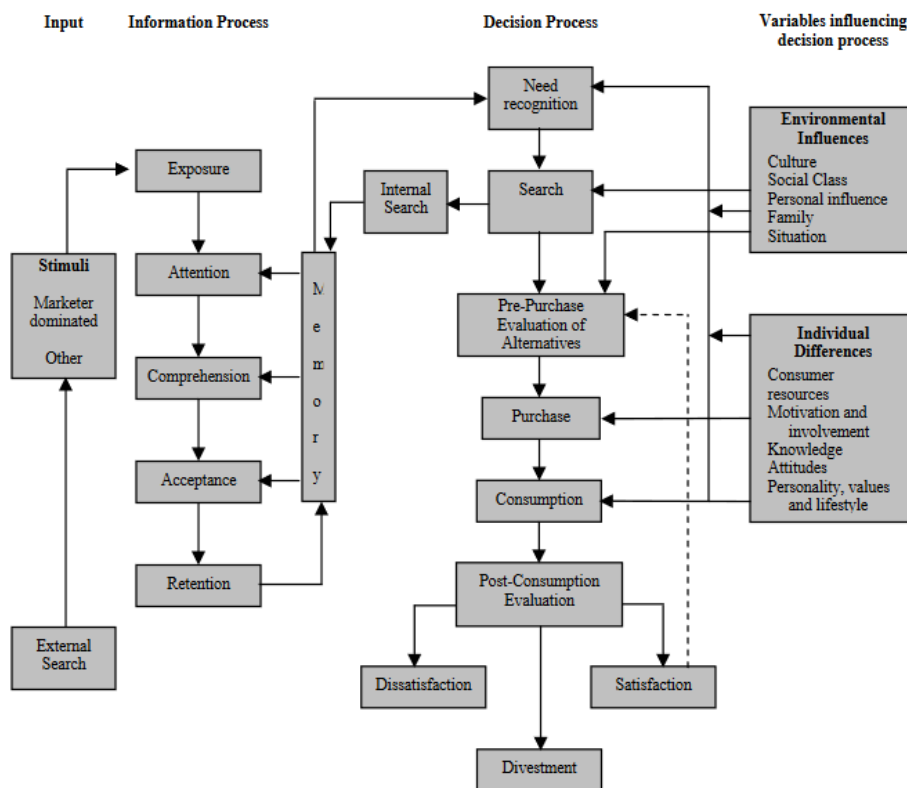 Input
Information Process
Decision Process
Variables influencing
decision process
Need
recognition
Environmental
Influences
Culture
Social Class
Personal influence
Family
Situation
Exposure
Internal
Search
Search
Stimuli
Marketer
dominated
Other
Attention
M
e
m
o
r
y
Pre-Purchase
Evaluation of
Alternatives
Individual
Differences
Consumer
resources
Motivation and
involvement
Knowledge
Attitudes
Personality, values
and lifestyle
Comprehension
Purchase
Acceptance
Consumption
Retention
Post-Consumption
Evaluation
External
Search
Dissatisfaction
Satisfaction
Divestment